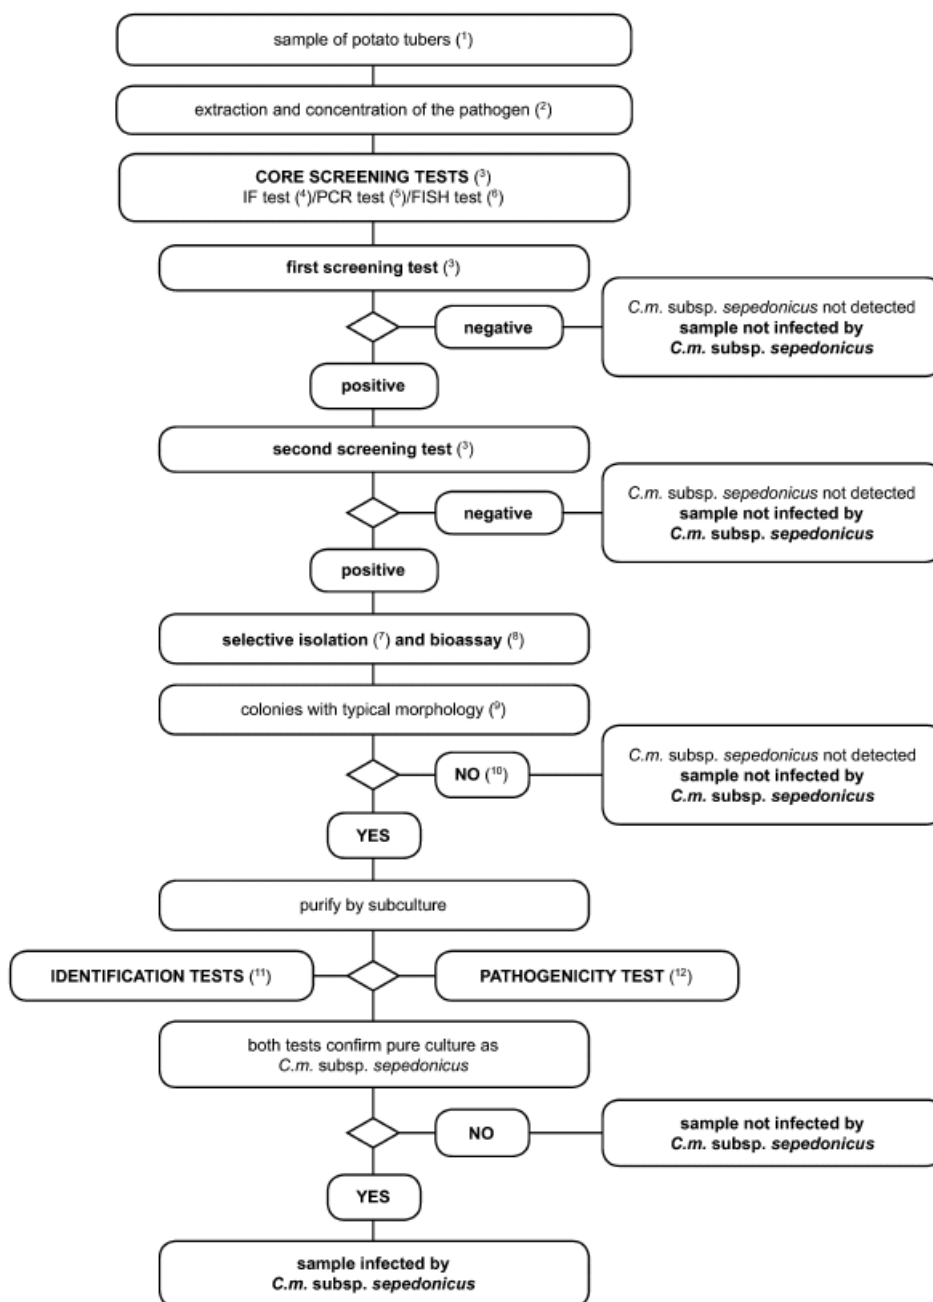 sample of potato tubers (¹)
extraction and concentration of the pathogen (²)
CORE SCREENING TESTS (³)
IF test (⁴)/PCR test (⁵)/FISH test (⁶)
first screening test (³)
negative
C.m. subsp. sepedonicus not detected
sample not infected by
C.m. subsp. sepedonicus
positive
second screening test (³)
negative
C.m. subsp. sepedonicus not detected
sample not infected by
C.m. subsp. sepedonicus
positive
selective isolation (⁷) and bioassay (⁸)
colonies with typical morphology (⁹)
NO (¹⁰)
C.m. subsp. sepedonicus not detected
sample not infected by
C.m. subsp. sepedonicus
YES
purify by subculture
IDENTIFICATION TESTS (¹¹)
PATHOGENICITY TEST (¹²)
both tests confirm pure culture as
C.m. subsp. sepedonicus
NO
sample not infected by
C.m. subsp. sepedonicus
YES
sample infected by
C.m. subsp. sepedonicus